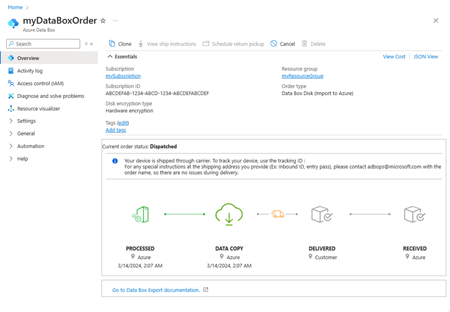 Home >
myDataBoxOrder ☆ ...
Azure Data Box
Search
Overview
Activity log
Access control (IAM)
Diagnose and solve problems
Resource visualizer
Settings
General
Automation
Help
Clone View ship instructions Schedule return pickup Cancel Delete
Essentials View Cost JSON View
Subscription Resource group
mySubscription myResourceGroup
Subscription ID Order type
ABCDEFAB-1234-ABCD-1234-ABCDEFABCDEF Data Box Disk (Import to Azure)
Disk encryption type
Hardware encryption
Tags (edit)
Add tags
Current order status: Dispatched
Your device is shipped through carrier. To track your device, use the tracking ID :
For any special instructions at the shipping address you provide (Ex: Inbound ID, entry pass), please contact adbops@microsoft.com with the
order name, so there are no issues during delivery.
PROCESSED DATA COPY DELIVERED RECEIVED
Azure Azure Customer Azure
3/14/2024, 2:07 AM 3/14/2024, 2:07 AM
Go to Data Box Export documentation.